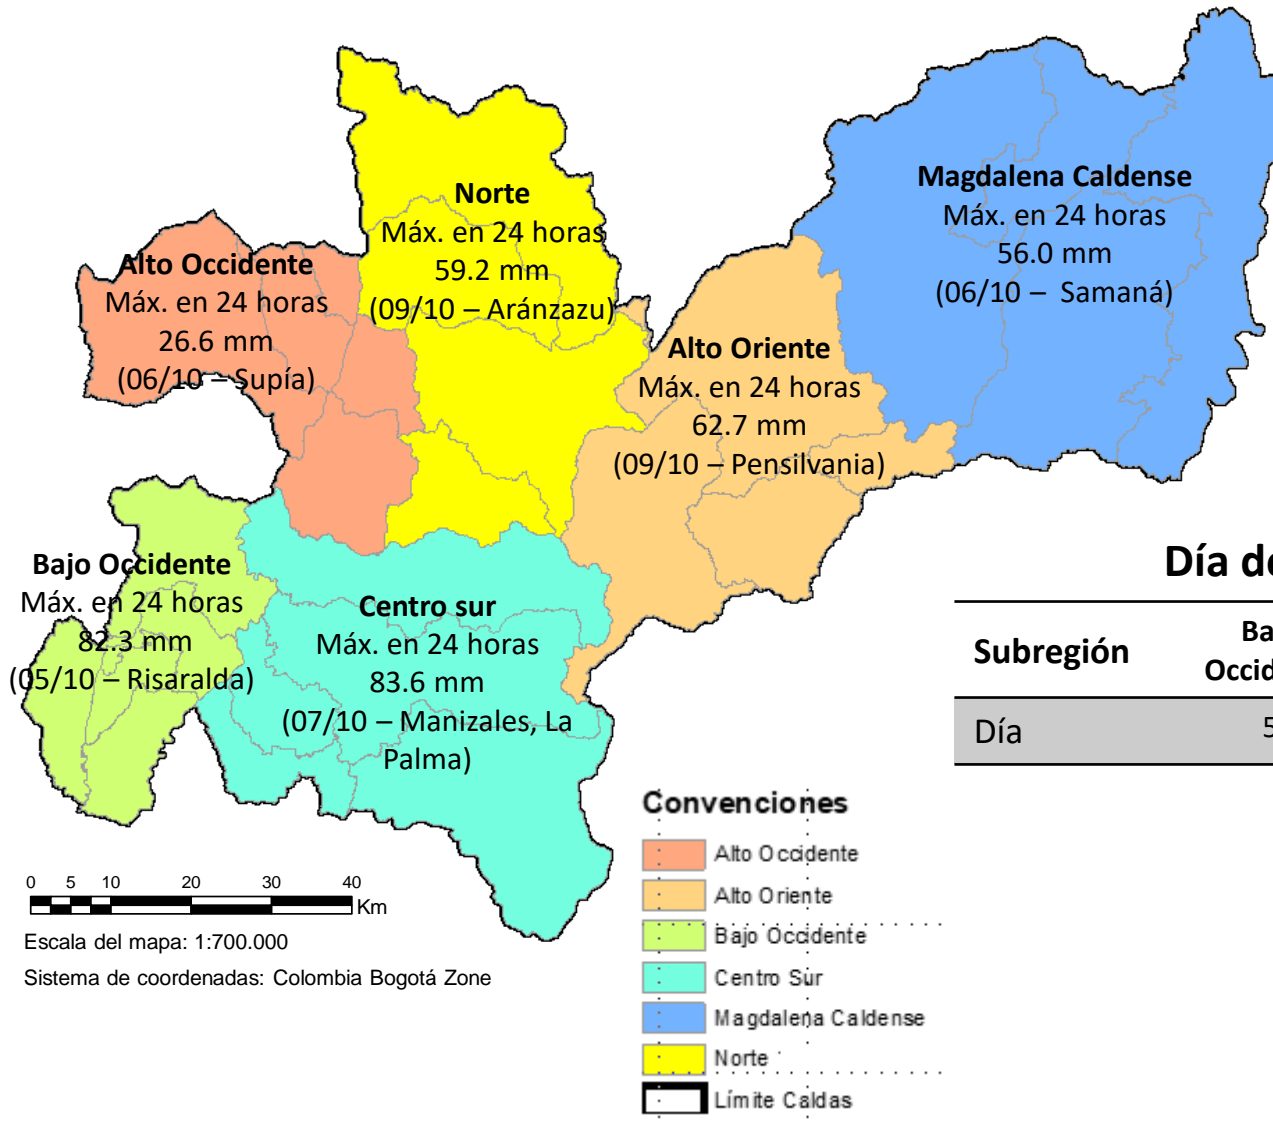 Norte
Máx. en 24 horas
59.2 mm
(09/10 – Aránzazu)
Magdalena Caldense
Máx. en 24 horas
56.0 mm
(06/10 – Samaná)
Alto Occidente
Máx. en 24 horas
26.6 mm
(06/10 – Supía)
Alto Oriente
Máx. en 24 horas
62.7 mm
(09/10 – Pensilvania)
Bajo Occidente
Máx. en 24 horas
82.3 mm
(05/10 – Risaralda)
Centro sur
Máx. en 24 horas
83.6 mm
(07/10 – Manizales, La
Palma)
Día
Subregión
Día
5
Convenciones
Alto Occidente
Alto Oriente
Bajo Occidente
Centro Sur
Magdalena Caldense
Norte
Límite Caldas
0 5 10 20 30 40
Km
Escala del mapa: 1:700.000
Sistema de coordenadas: Colombia Bogotá Zone